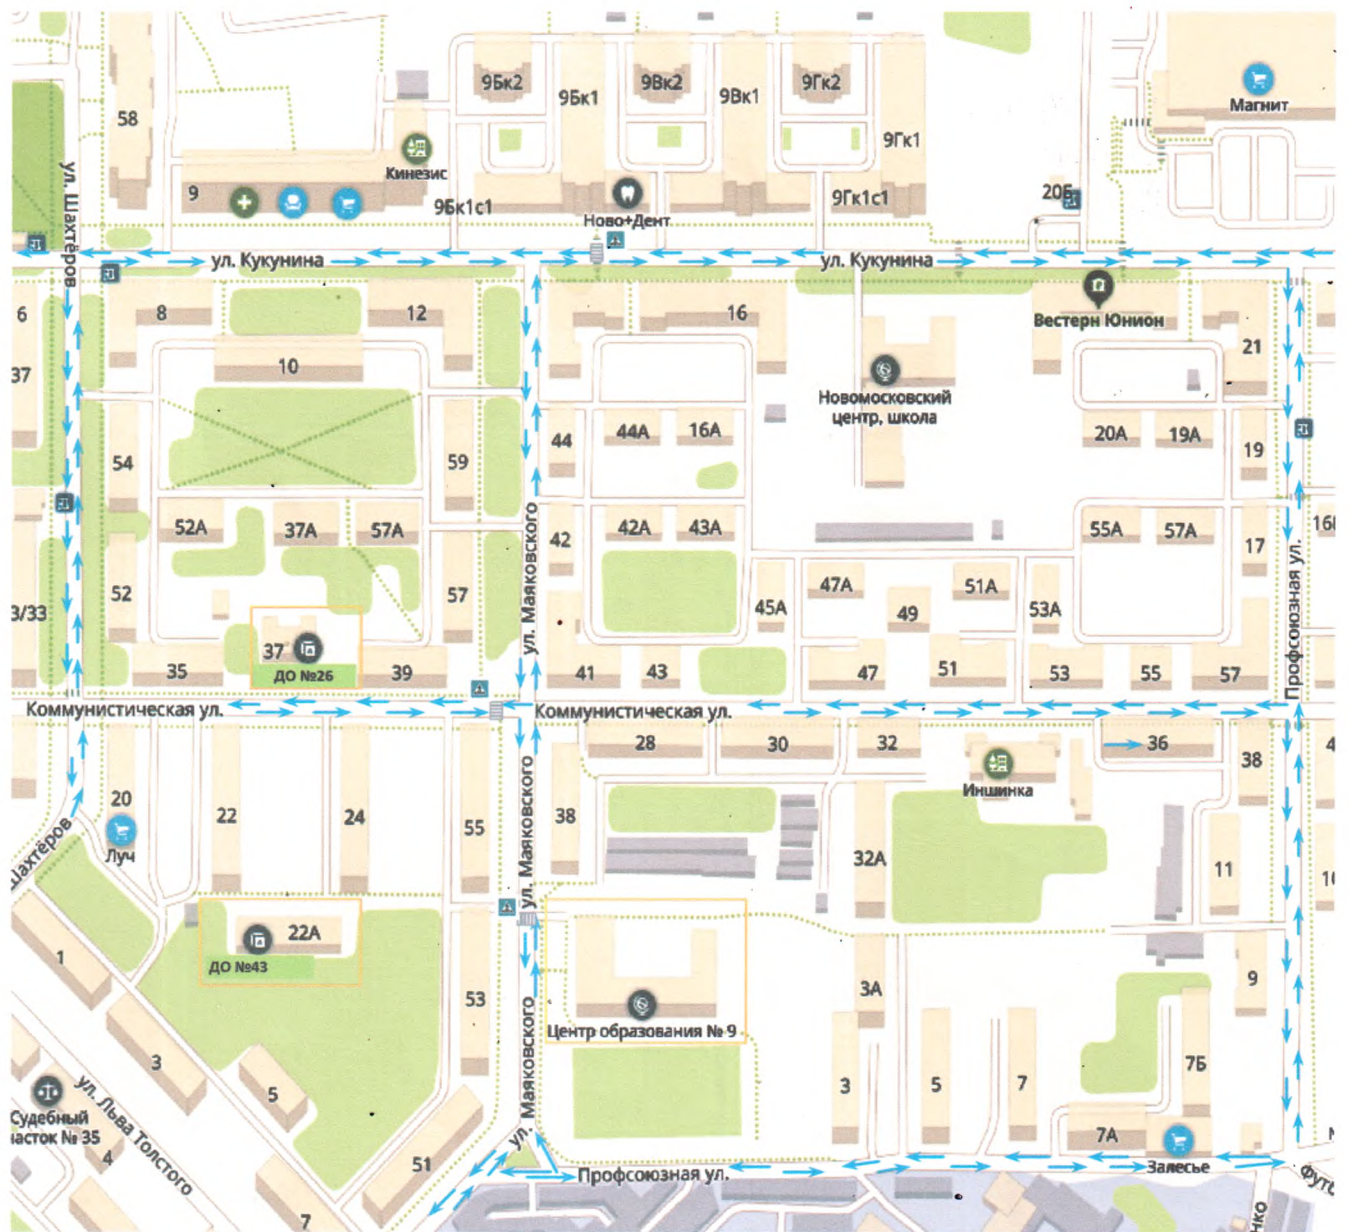 9Бк2
9Вк2
9Гк2
Магнит
9Бк1
9Вк1
58
9Гк1
Кинезис
ул. Шахтёров
9
9Бк1с1
Ново+Дент
9Гк1с1
20Б
ул. Кукунина
ул. Кукунина
6
8
12
16
Вестерн Юнион
21
37
10
Новомосковский
центр, школа
44
44А
16А
20А
19А
19
54
59
52А
37А
57А
42
42А
43А
55А
57А
17
ул. Маяковского
Профсоюзная ул.
3/33
52
57
45А
47А
49
51А
53А
35
37
ДО №26
39
41
43
47
51
53
55
57
Коммунистическая ул.
Коммунистическая ул.
28
30
32
36
38
Иншинка
20
Луч
22
24
55
ул. Маяковского
38
32А
11
Шахтёров
22А
ДО №43
1
53
3А
9
Центр образования № 9
Маяковского
ул.
3
5
3
5
7
7Б
7А
Залесье
ул. Льва Толстого
Судебный
участок № 35
4
51
7
Профсоюзная ул.